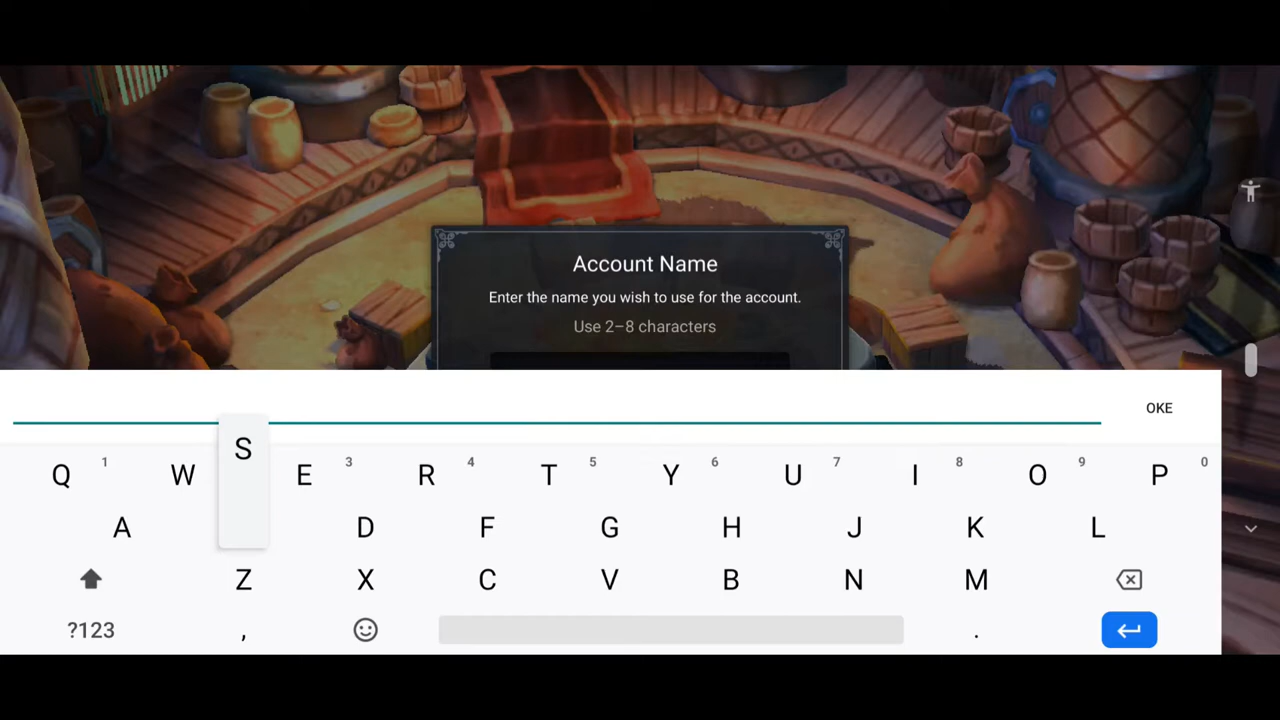 Account Name
Enter the name you wish to use for the account.
Use 2–8 characters
OKE
Q 1 W S E 3 R 4 T 5 Y 6 U 7 I 8 O 9 P 0
A D F G H J K L
Z X C V B N M
?123 , .